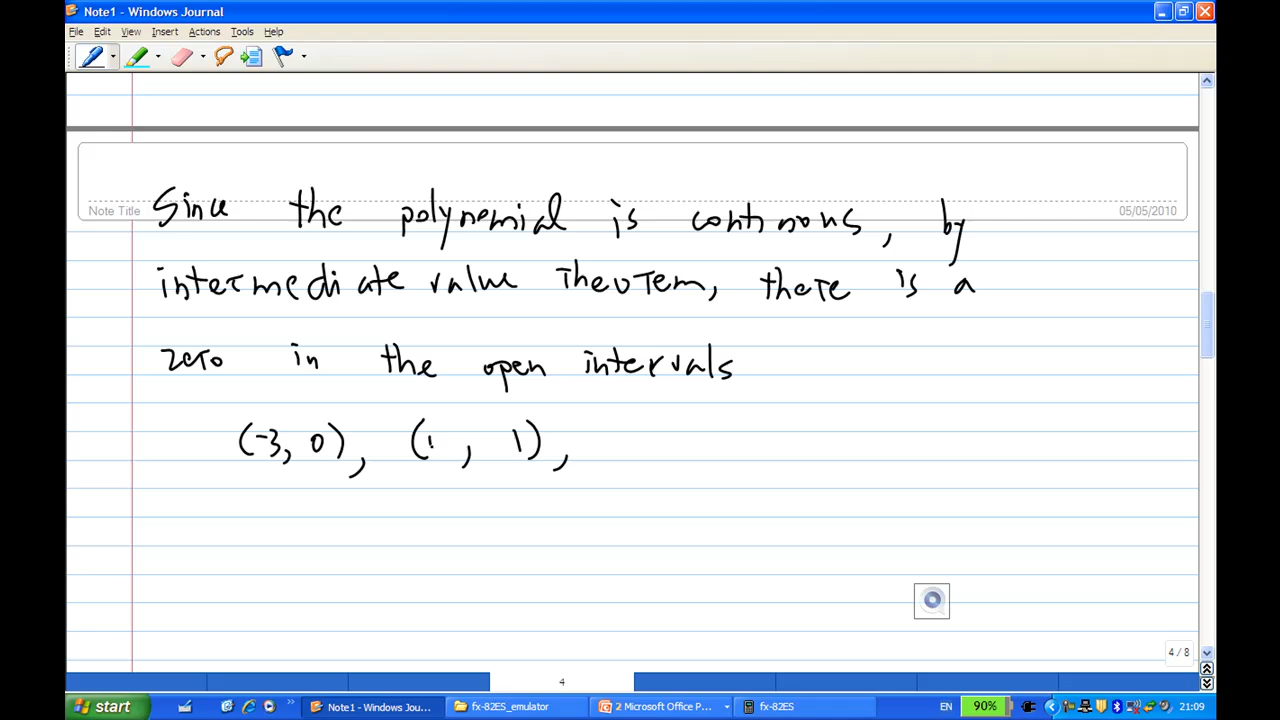 Note1 - Windows Journal
File Edit View Insert Actions Tools Help
Note Title
05/05/2010
Since the polynomial is continous, by
intermediate value Theorem, there is a
zero in the open intervals
(-3, 0), ( , 1),
4 / 8
4
start
Note1 - Windows Jou...
fx-82ES_emulator
2 Microsoft Office P...
fx-82ES
EN
90%
21:09